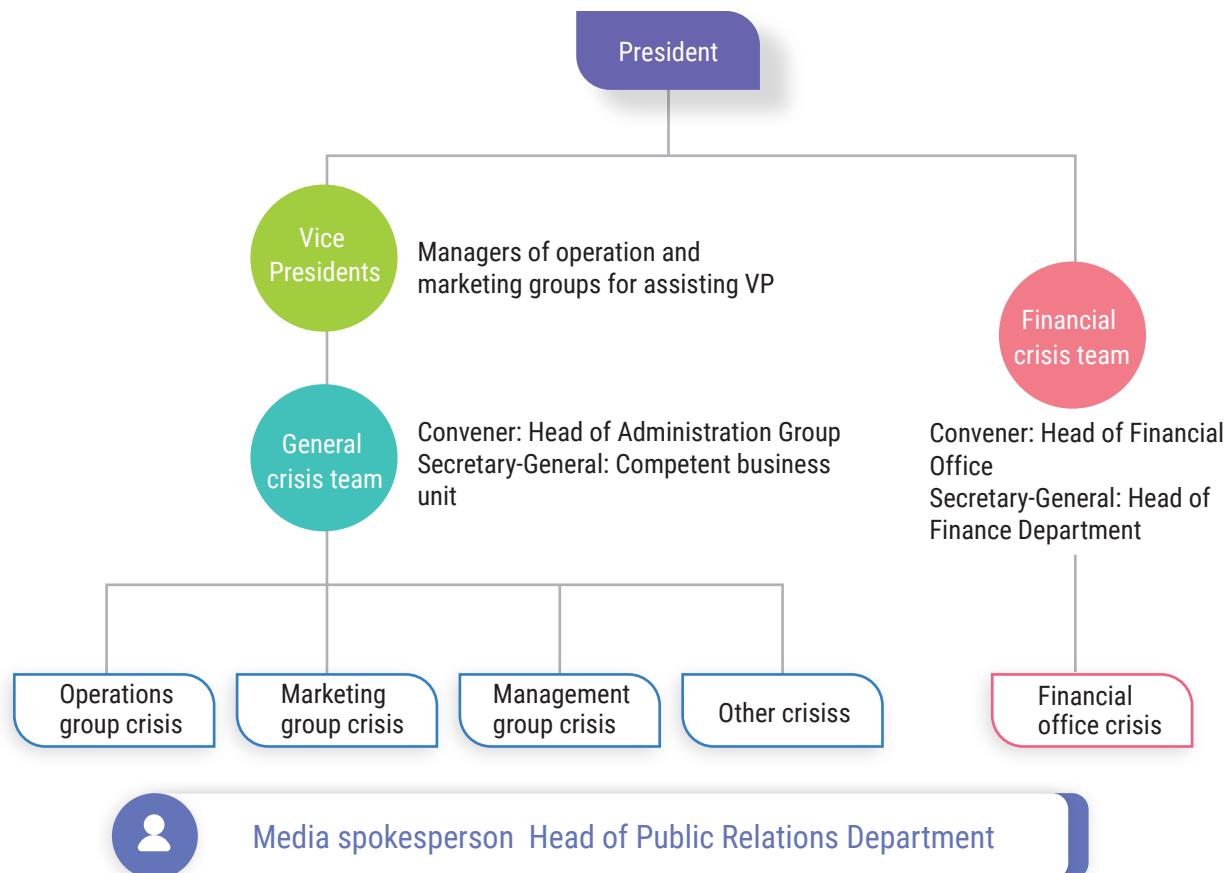 President
Vice
Presidents
Managers of operation and
marketing groups for assisting VP
Financial
crisis team
General
crisis team
Convener: Head of Administration Group
Secretary-General: Competent business
unit
Convener: Head of Financial
Office
Secretary-General: Head of
Finance Department
Operations
group crisis
Marketing
group crisis
Management
group crisis
Other crisiss
Financial
office crisis
Media spokesperson Head of Public Relations Department